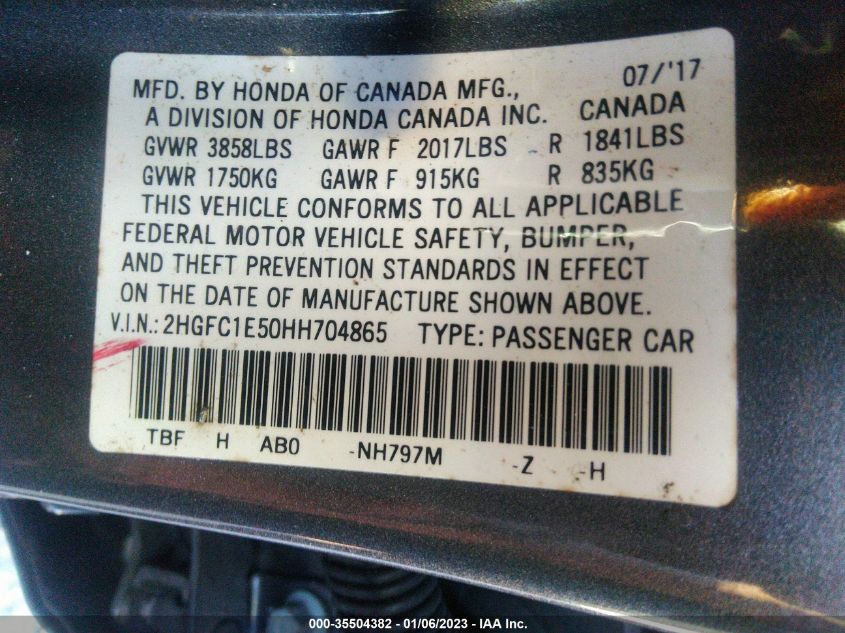 07/'17
MFD. BY HONDA OF CANADA MFG.,
A DIVISION OF HONDA CANADA INC. CANADA
GVWR 3858LBS GAWR F 2017LBS R 1841LBS
GVWR 1750KG GAWR F 915KG R 835KG
THIS VEHICLE CONFORMS TO ALL APPLICABLE
FEDERAL MOTOR VEHICLE SAFETY, BUMPER,
AND THEFT PREVENTION STANDARDS IN EFFECT
ON THE DATE OF MANUFACTURE SHOWN ABOVE.
V.I.N.: 2HGFC1E50HH704865 TYPE: PASSENGER CAR
TBF H AB0 -NH797M -Z -H
000-35504382 - 01/06/2023 - IAA Inc.